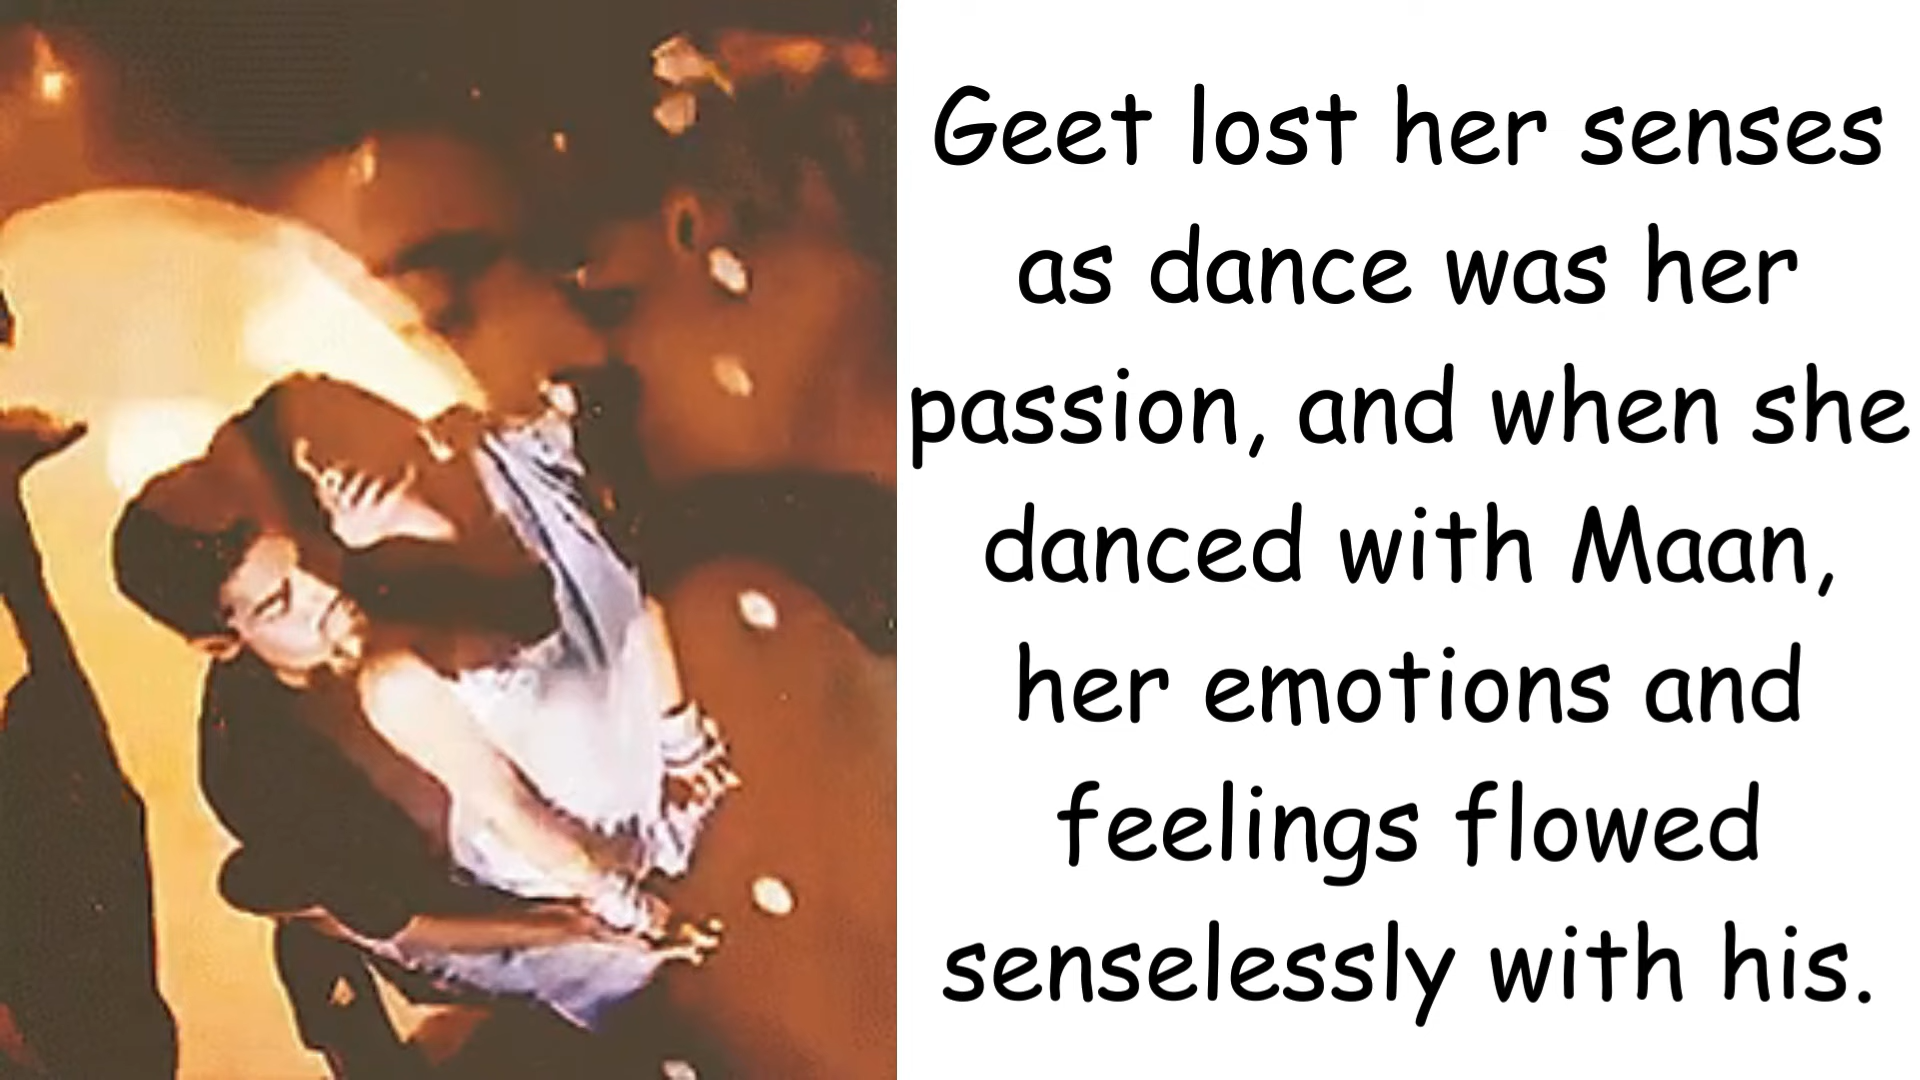 Geet lost her senses
as dance was her
passion, and when she
danced with Maan,
her emotions and
feelings flowed
senselessly with his.